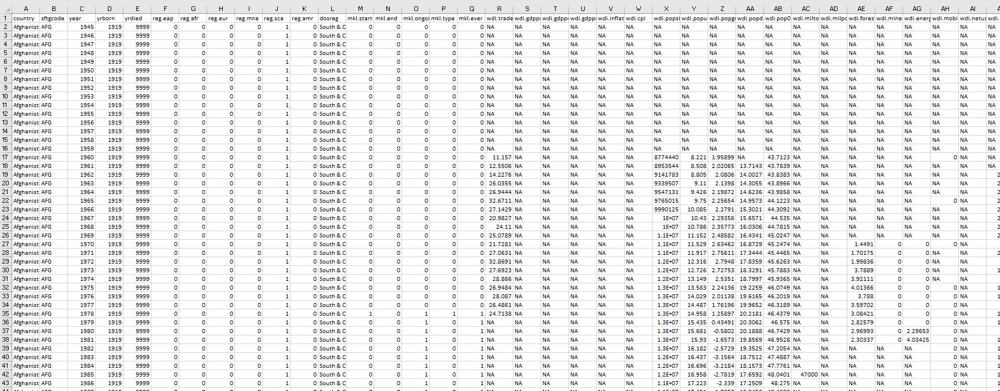 A B C D E F G H I J K L M N O P Q R S T U V W X Y Z AA AB AC AD AE AF AG AH AI
1 country sftgcode year yrborn yrdied reg.eap reg.afr reg.eur reg.mna reg.sca reg.amr dosreg mkl.start mkl.end mkl.ongoi mkl.type mkl.ever wdi.trade wdi.gdppc wdi.gdppc wdi.gdppc wdi.inflat wdi.cpi wdi.popsi wdi.popu wdi.popg wdi.popd wdi.pop0 wdi.milto wdi.milpo wdi.fores wdi.mine wdi.energ wdi.mobi wdi.netus wdi.
2 Afghanist AFG 1945 1919 9999 0 0 0 0 1 0 South & C 0 0 0 0 0 NA NA NA NA NA NA NA NA NA NA NA NA NA NA NA NA NA NA NA
3 Afghanist AFG 1946 1919 9999 0 0 0 0 1 0 South & C 0 0 0 0 0 NA NA NA NA NA NA NA NA NA NA NA NA NA NA NA NA NA NA NA
4 Afghanist AFG 1947 1919 9999 0 0 0 0 1 0 South & C 0 0 0 0 0 NA NA NA NA NA NA NA NA NA NA NA NA NA NA NA NA NA NA NA
5 Afghanist AFG 1948 1919 9999 0 0 0 0 1 0 South & C 0 0 0 0 0 NA NA NA NA NA NA NA NA NA NA NA NA NA NA NA NA NA NA NA
6 Afghanist AFG 1949 1919 9999 0 0 0 0 1 0 South & C 0 0 0 0 0 NA NA NA NA NA NA NA NA NA NA NA NA NA NA NA NA NA NA NA
7 Afghanist AFG 1950 1919 9999 0 0 0 0 1 0 South & C 0 0 0 0 0 NA NA NA NA NA NA NA NA NA NA NA NA NA NA NA NA NA NA NA
8 Afghanist AFG 1951 1919 9999 0 0 0 0 1 0 South & C 0 0 0 0 0 NA NA NA NA NA NA NA NA NA NA NA NA NA NA NA NA NA NA NA
9 Afghanist AFG 1952 1919 9999 0 0 0 0 1 0 South & C 0 0 0 0 0 NA NA NA NA NA NA NA NA NA NA NA NA NA NA NA NA NA NA NA
10 Afghanist AFG 1953 1919 9999 0 0 0 0 1 0 South & C 0 0 0 0 0 NA NA NA NA NA NA NA NA NA NA NA NA NA NA NA NA NA NA NA
11 Afghanist AFG 1954 1919 9999 0 0 0 0 1 0 South & C 0 0 0 0 0 NA NA NA NA NA NA NA NA NA NA NA NA NA NA NA NA NA NA NA
12 Afghanist AFG 1955 1919 9999 0 0 0 0 1 0 South & C 0 0 0 0 0 NA NA NA NA NA NA NA NA NA NA NA NA NA NA NA NA NA NA NA
13 Afghanist AFG 1956 1919 9999 0 0 0 0 1 0 South & C 0 0 0 0 0 NA NA NA NA NA NA NA NA NA NA NA NA NA NA NA NA NA NA NA
14 Afghanist AFG 1957 1919 9999 0 0 0 0 1 0 South & C 0 0 0 0 0 NA NA NA NA NA NA NA NA NA NA NA NA NA NA NA NA NA NA NA
15 Afghanist AFG 1958 1919 9999 0 0 0 0 1 0 South & C 0 0 0 0 0 NA NA NA NA NA NA NA NA NA NA NA NA NA NA NA NA NA NA NA
16 Afghanist AFG 1959 1919 9999 0 0 0 0 1 0 South & C 0 0 0 0 0 NA NA NA NA NA NA NA NA NA NA NA NA NA NA NA NA NA NA NA
17 Afghanist AFG 1960 1919 9999 0 0 0 0 1 0 South & C 0 0 0 0 0 11.157 NA NA NA NA NA 8774440 8.221 1.95899 NA 43.7123 NA NA NA NA NA 0 NA NA
18 Afghanist AFG 1961 1919 9999 0 0 0 0 1 0 South & C 0 0 0 0 0 12.5506 NA NA NA NA NA 8953544 8.508 2.02065 13.7143 43.7839 NA NA NA NA NA NA NA NA
19 Afghanist AFG 1962 1919 9999 0 0 0 0 1 0 South & C 0 0 0 0 0 14.2276 NA NA NA NA NA 9141783 8.805 2.0806 14.0027 43.8383 NA NA NA NA NA NA NA 2
20 Afghanist AFG 1963 1919 9999 0 0 0 0 1 0 South & C 0 0 0 0 0 26.0355 NA NA NA NA NA 9339507 9.11 2.1398 14.3055 43.8966 NA NA NA NA NA NA NA 2
21 Afghanist AFG 1964 1919 9999 0 0 0 0 1 0 South & C 0 0 0 0 0 26.9444 NA NA NA NA NA 9547131 9.426 2.19872 14.6236 43.9858 NA NA NA NA NA NA NA 2
22 Afghanist AFG 1965 1919 9999 0 0 0 0 1 0 South & C 0 0 0 0 0 32.6711 NA NA NA NA NA 9765015 9.75 2.25654 14.9573 44.1223 NA NA NA NA NA 0 NA 2
23 Afghanist AFG 1966 1919 9999 0 0 0 0 1 0 South & C 0 0 0 0 0 27.1429 NA NA NA NA NA 9990125 10.085 2.2791 15.3021 44.3092 NA NA NA NA NA NA NA 2
24 Afghanist AFG 1967 1919 9999 0 0 0 0 1 0 South & C 0 0 0 0 0 20.9827 NA NA NA NA NA 1E+07 10.43 2.29356 15.6571 44.535 NA NA NA NA NA NA NA 2
25 Afghanist AFG 1968 1919 9999 0 0 0 0 1 0 South & C 0 0 0 0 0 24.11 NA NA NA NA NA 1E+07 10.786 2.35773 16.0306 44.7815 NA NA NA NA NA NA NA 2
26 Afghanist AFG 1969 1919 9999 0 0 0 0 1 0 South & C 0 0 0 0 0 25.0789 NA NA NA NA NA 1.1E+07 11.152 2.48582 16.4341 45.0247 NA NA NA NA NA NA NA 2
27 Afghanist AFG 1970 1919 9999 0 0 0 0 1 0 South & C 0 0 0 0 0 21.7281 NA NA NA NA NA 1.1E+07 11.529 2.63462 16.8729 45.2474 NA NA 1.4491 0 0 0 NA
28 Afghanist AFG 1971 1919 9999 0 0 0 0 1 0 South & C 0 0 0 0 0 27.0631 NA NA NA NA NA 1.1E+07 11.917 2.75611 17.3444 45.4465 NA NA 1.70175 0 0 NA NA 2
29 Afghanist AFG 1972 1919 9999 0 0 0 0 1 0 South & C 0 0 0 0 0 32.8691 NA NA NA NA NA 1.2E+07 12.316 2.7948 17.8359 45.6263 NA NA 1.99836 0 0 NA NA
30 Afghanist AFG 1973 1919 9999 0 0 0 0 1 0 South & C 0 0 0 0 0 27.6923 NA NA NA NA NA 1.2E+07 12.726 2.72753 18.3291 45.7883 NA NA 3.7889 0 0 NA NA 1
31 Afghanist AFG 1974 1919 9999 0 0 0 0 1 0 South & C 0 0 0 0 0 28.866 NA NA NA NA NA 1.2E+07 13.149 2.5351 18.7997 45.9365 NA NA 3.92111 0 0 NA NA
32 Afghanist AFG 1975 1919 9999 0 0 0 0 1 0 South & C 0 0 0 0 0 26.9484 NA NA NA NA NA 1.3E+07 13.583 2.24136 19.2259 46.0749 NA NA 4.01366 0 0 0 NA 1
33 Afghanist AFG 1976 1919 9999 0 0 0 0 1 0 South & C 0 0 0 0 0 28.087 NA NA NA NA NA 1.3E+07 14.029 2.01138 19.6165 46.2019 NA NA 3.788 0 0 0 NA 1
34 Afghanist AFG 1977 1919 9999 0 0 0 0 1 0 South & C 0 0 0 0 0 26.4861 NA NA NA NA NA 1.3E+07 14.487 1.76196 19.9652 46.3189 NA NA 3.59702 0 0 0 NA
35 Afghanist AFG 1978 1919 9999 0 0 0 0 1 0 South & C 1 0 1 1 1 24.7138 NA NA NA NA NA 1.3E+07 14.958 1.25897 20.2181 46.4379 NA NA 3.08421 0 0 0 NA 1
36 Afghanist AFG 1979 1919 9999 0 0 0 0 1 0 South & C 0 0 1 0 1 NA NA NA NA NA NA 1.3E+07 15.435 0.43491 20.3062 46.575 NA NA 2.82579 0 0 0 NA 1
37 Afghanist AFG 1980 1919 9999 0 0 0 0 1 0 South & C 0 0 1 0 1 NA NA NA NA NA NA 1.3E+07 15.681 -0.5802 20.1888 46.7429 NA NA 2.96993 0 2.29653 0 NA 1
38 Afghanist AFG 1981 1919 9999 0 0 0 0 1 0 South & C 0 0 1 0 1 NA NA NA NA NA NA 1.3E+07 15.93 -1.6573 19.8569 46.9528 NA NA 2.30337 0 4.03425 0 NA 1
39 Afghanist AFG 1982 1919 9999 0 0 0 0 1 0 South & C 0 0 1 0 1 NA NA NA NA NA NA 1.3E+07 16.182 -2.5729 19.3525 47.2054 NA NA NA NA NA 0 NA 1
40 Afghanist AFG 1983 1919 9999 0 0 0 0 1 0 South & C 0 0 1 0 1 NA NA NA NA NA NA 1.2E+07 16.437 -3.1564 18.7512 47.4887 NA NA NA NA NA 0 NA 1
41 Afghanist AFG 1984 1919 9999 0 0 0 0 1 0 South & C 0 0 1 0 1 NA NA NA NA NA NA 1.2E+07 16.696 -3.2184 18.1573 47.7761 NA NA NA NA NA 0 NA 1
42 Afghanist AFG 1985 1919 9999 0 0 0 0 1 0 South & C 0 0 1 0 1 NA NA NA NA NA NA 1.2E+07 16.958 -2.7819 17.6592 48.0401 47000 NA NA NA NA 0 NA 1
43 Afghanist AFG 1986 1919 9999 0 0 0 0 1 0 South & C 0 0 1 0 1 NA NA NA NA NA NA 1.1E+07 17.223 -2.339 17.2509 48.275 NA NA NA NA NA 0 NA 1